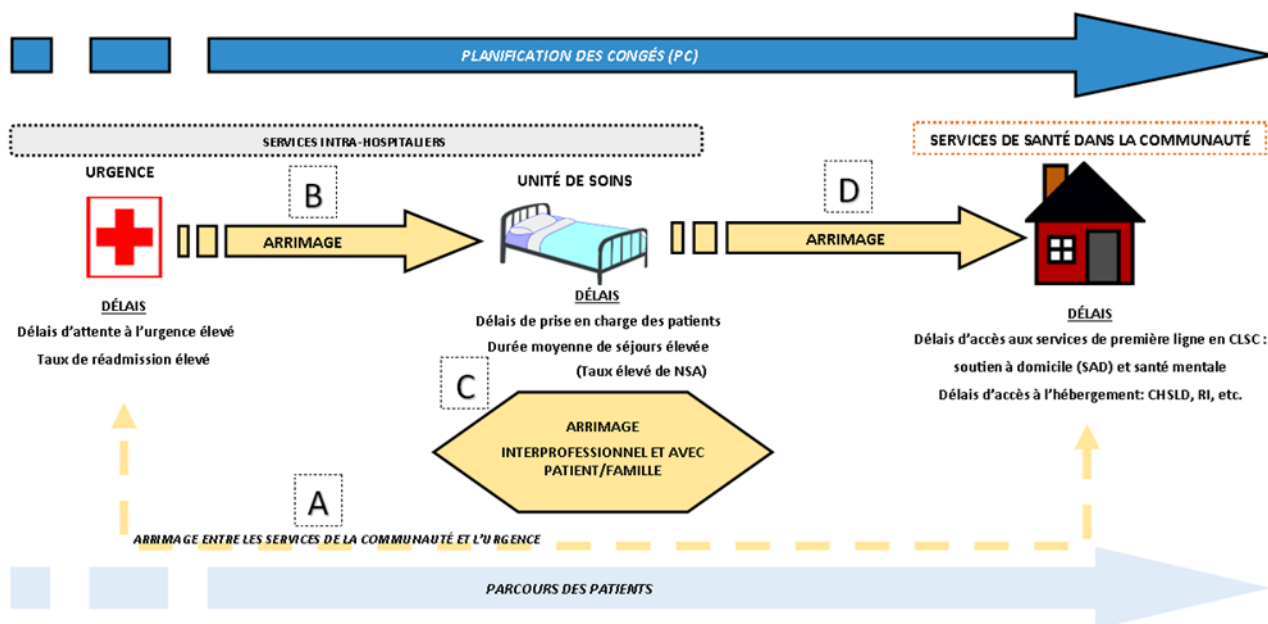 PLANIFICATION DES CONGÉS (PC)
SERVICES INTRA-HOSPITALIERS
SERVICES DE SANTÉ DANS LA COMMUNAUTÉ
URGENCE
B
UNITÉ DE SOINS
D
ARRIMAGE
ARRIMAGE
DÉLAIS
Délais d'attente à l'urgence élevé
Taux de réadmission élevé
DÉLAIS
Délais de prise en charge des patients
Durée moyenne de séjours élevée
(Taux élevé de NSA)
DÉLAIS
Délais d'accès aux services de première ligne en CLSC :
soutien à domicile (SAD) et santé mentale
Délais d'accès à l'hébergement: CHSLD, RI, etc.
C
ARRIMAGE
INTERPROFESSIONNEL ET AVEC
PATIENT/FAMILLE
A
ARRIMAGE ENTRE LES SERVICES DE LA COMMUNAUTÉ ET L'URGENCE
PARCOURS DES PATIENTS